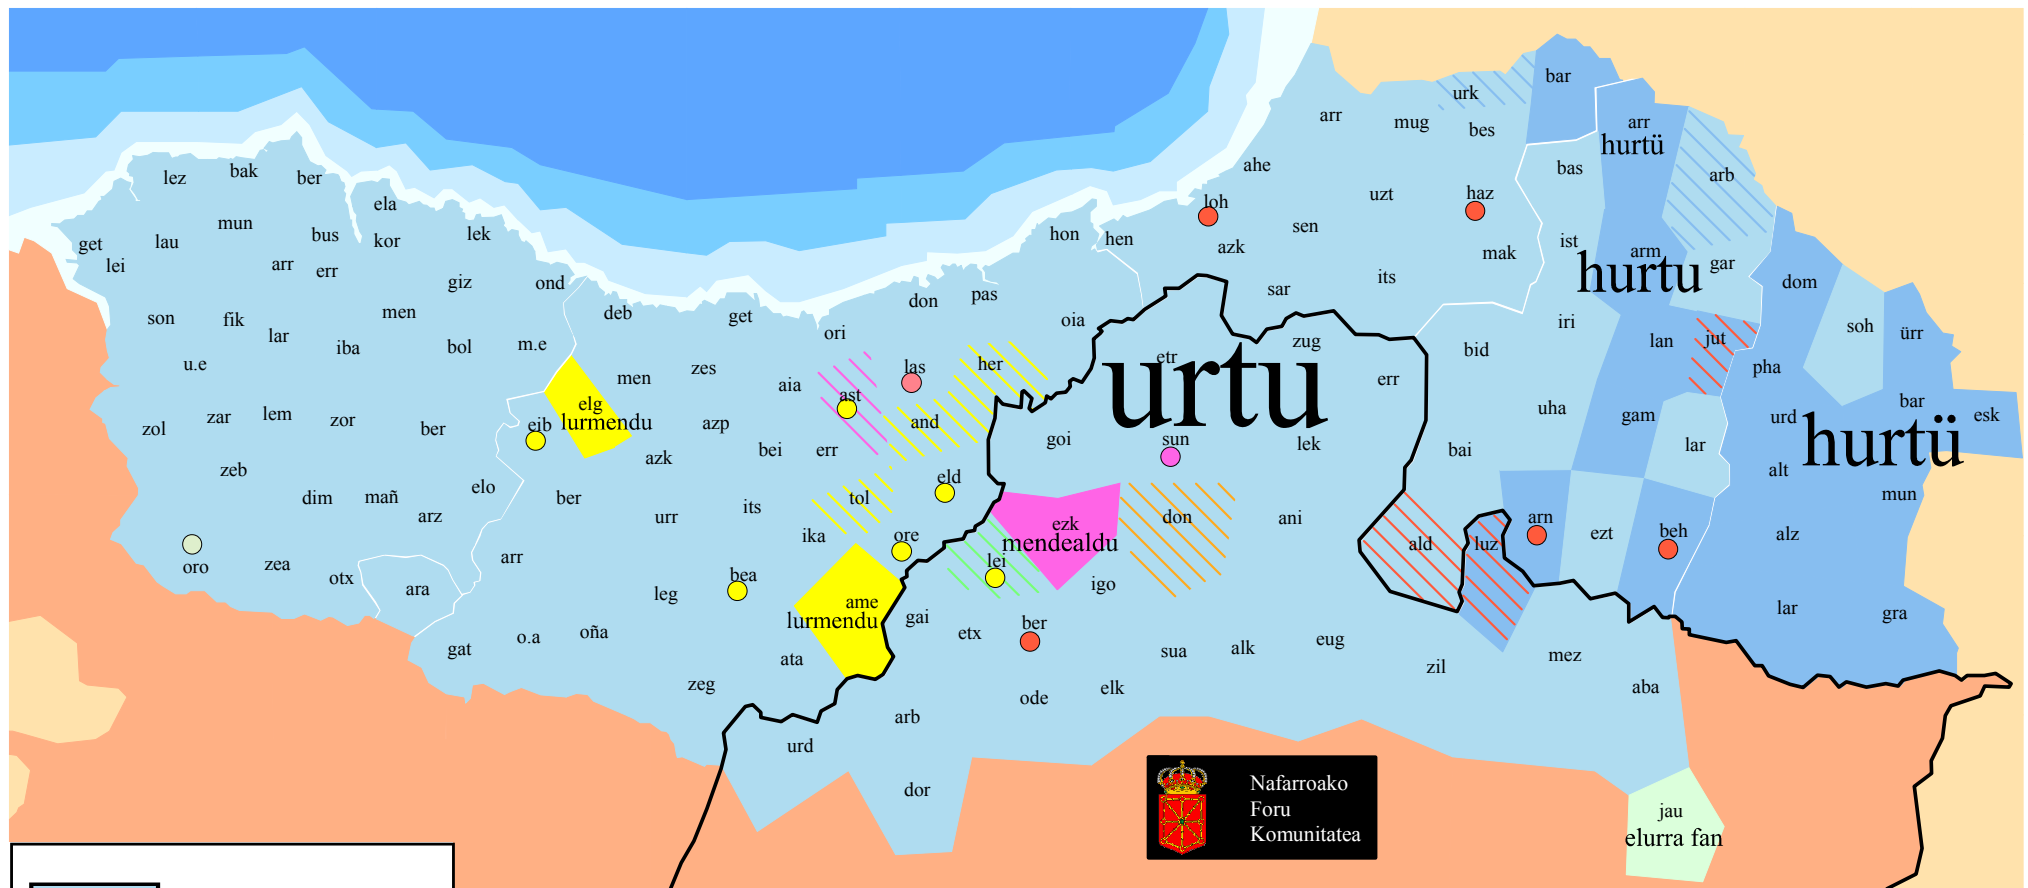 bar
urk
arr
mug
bes
arr
hurtü
ahe
bas
arb
lez
bak
ber
uzt
haz
ela
loh
mun
sen
get
lau
bus
kor
lek
hon
hen
azk
ist
lei
arr
err
mak
arm
gar
hurtu
giz
ond
sar
its
dom
don
pas
son
fik
men
deb
get
ori
oia
iri
soh
ürr
lar
iba
bol
m.e
zug
bid
lan
jut
etr
urtu
u.e
men
zes
aia
las
her
err
pha
zar
lem
zor
elg
lurmendu
ast
uha
gam
urd
bar
esk
zol
ber
eib
azp
and
goi
sun
lek
hurtü
bei
err
bai
lar
zeb
azk
alt
dim
mañ
elo
ber
its
tol
eld
mun
arz
urr
ika
ore
ezk
don
ani
ald
luz
arn
ezt
beh
alz
mendealdu
oro
zea
otx
arr
bea
lei
igo
ara
leg
ame
lurmendu
gai
etx
ber
lar
gra
gat
o.a
oña
ata
sua
alk
eug
zil
mez
zeg
ode
elk
aba
arb
urd
dor
Nafarroako
Foru
Komunitatea
jau
elurra fan